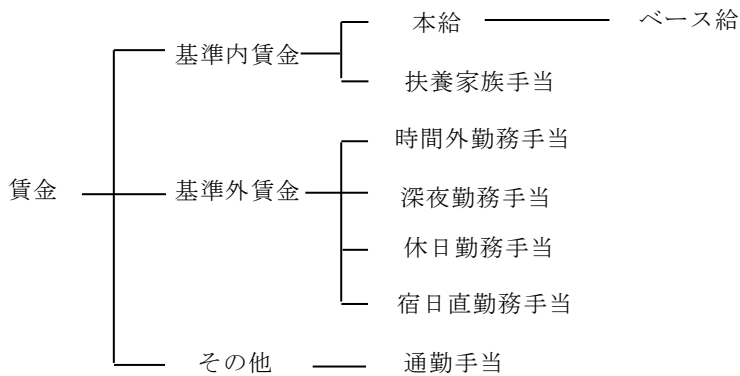 本給 ベース給
基準内賃金
扶養家族手当
時間外勤務手当
賃金
基準外賃金
深夜勤務手当
休日勤務手当
宿日直勤務手当
その他 通勤手当